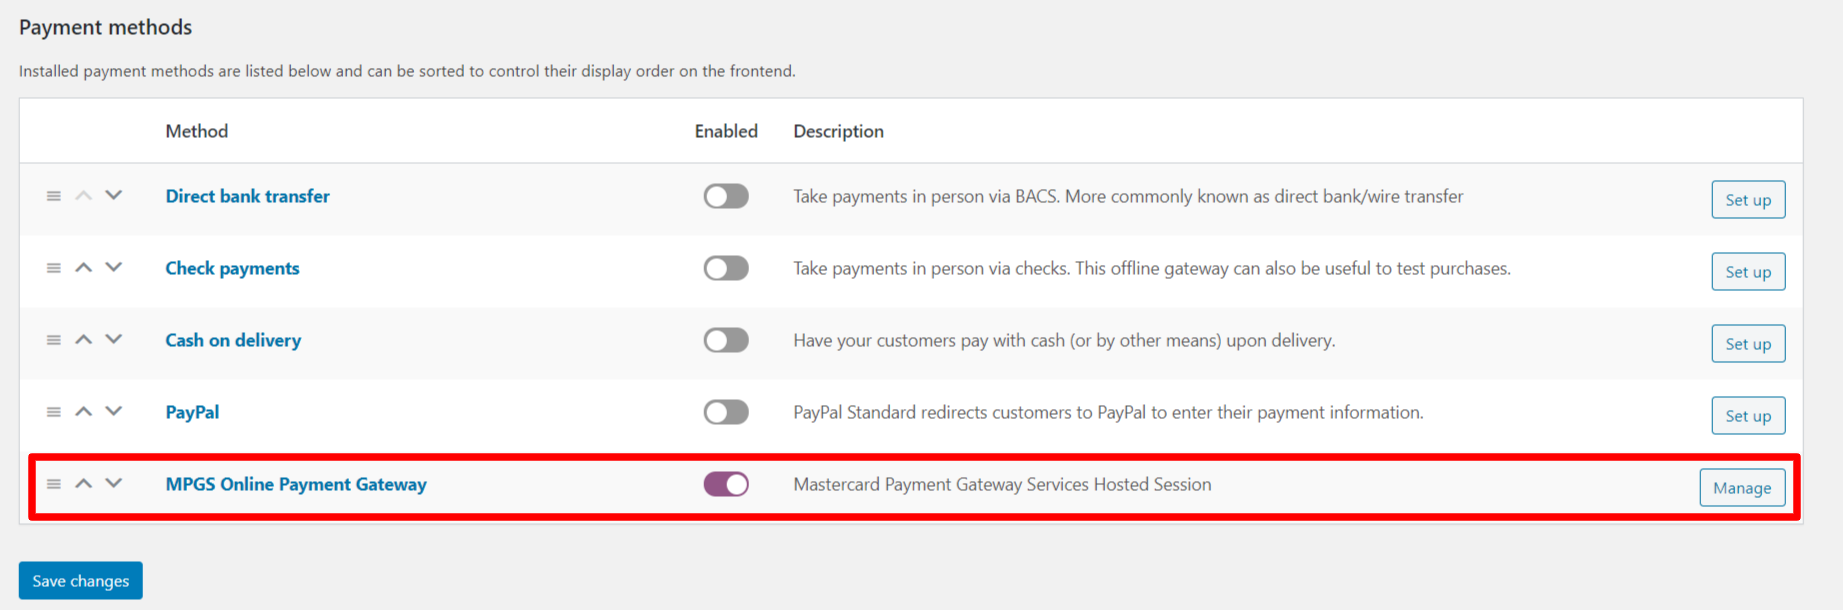 Payment methods
Installed payment methods are listed below and can be sorted to control their display order on the frontend.
Method Enabled Description
Direct bank transfer Take payments in person via BACS. More commonly known as direct bank/wire transfer Set up
Check payments Take payments in person via checks. This offline gateway can also be useful to test purchases. Set up
Cash on delivery Have your customers pay with cash (or by other means) upon delivery. Set up
PayPal PayPal Standard redirects customers to PayPal to enter their payment information. Set up
MPGS Online Payment Gateway Mastercard Payment Gateway Services Hosted Session Manage
Save changes